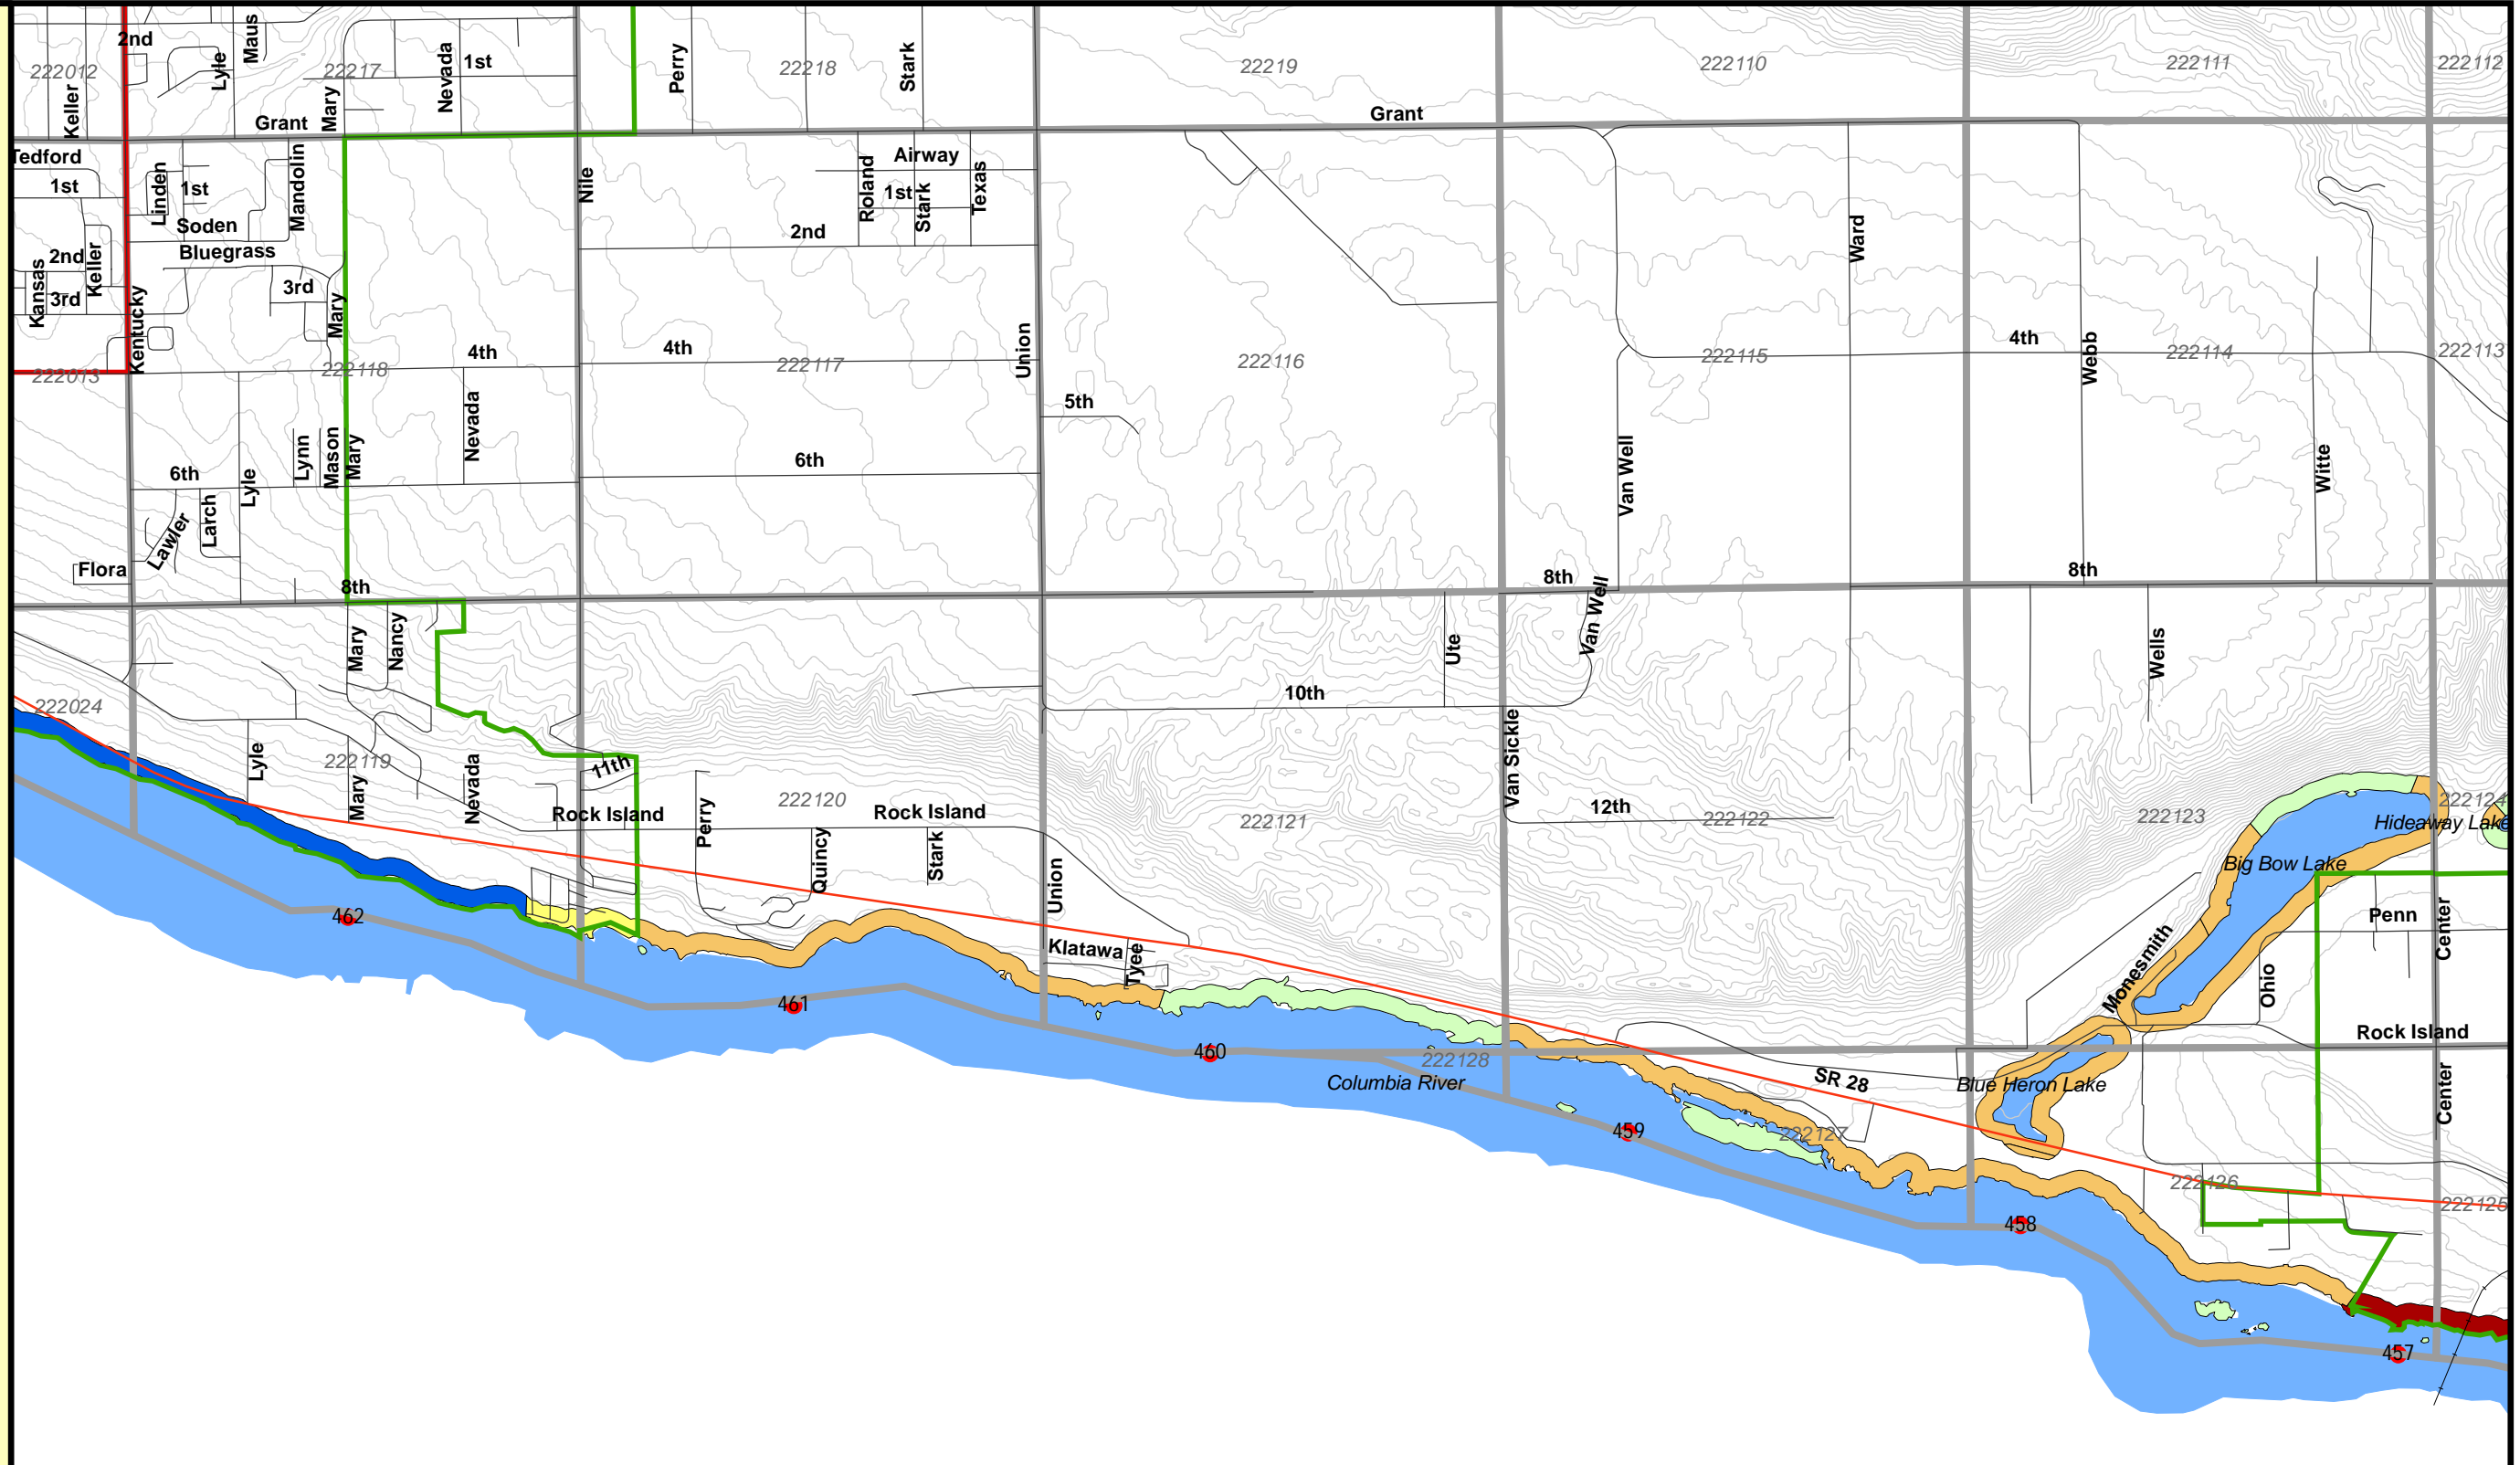 2nd
Maus
Lyle
Keller
222012
22217
Nevada
1st
Mary
Grant
Perry
22218
Stark
22219
222110
222111
222112
Grant
Tedford
1st
Linden
1st
Soden
Mandolin
Bluegrass
2nd
Keller
Kansas
3rd
3rd
Mary
Kentucky
222013
Nile
Roland
Airway
1st
Stark
Texas
2nd
Ward
4th
222118
4th
222117
Union
222116
222115
4th
Webb
222114
222113
5th
Nevada
Lynn
Mason
Mary
6th
Lyle
Larch
Lawler
Flora
6th
Van Well
Witte
8th
8th
8th
Mary
Nancy
Ute
Van Well
Wells
10th
222024
Lyle
222119
Mary
Nevada
11th
Rock Island
Perry
222120
Rock Island
Quincy
Stark
222121
Van Sickle
12th
222122
222123
222124
Hideaway Lake
Big Bow Lake
Union
Klatawa
Tyee
Penn
Center
Monesmith
Ohio
Rock Island
462
461
460
222128
Columbia River
SR 28
Blue Heron Lake
Center
459
222127
222126
222125
458
457